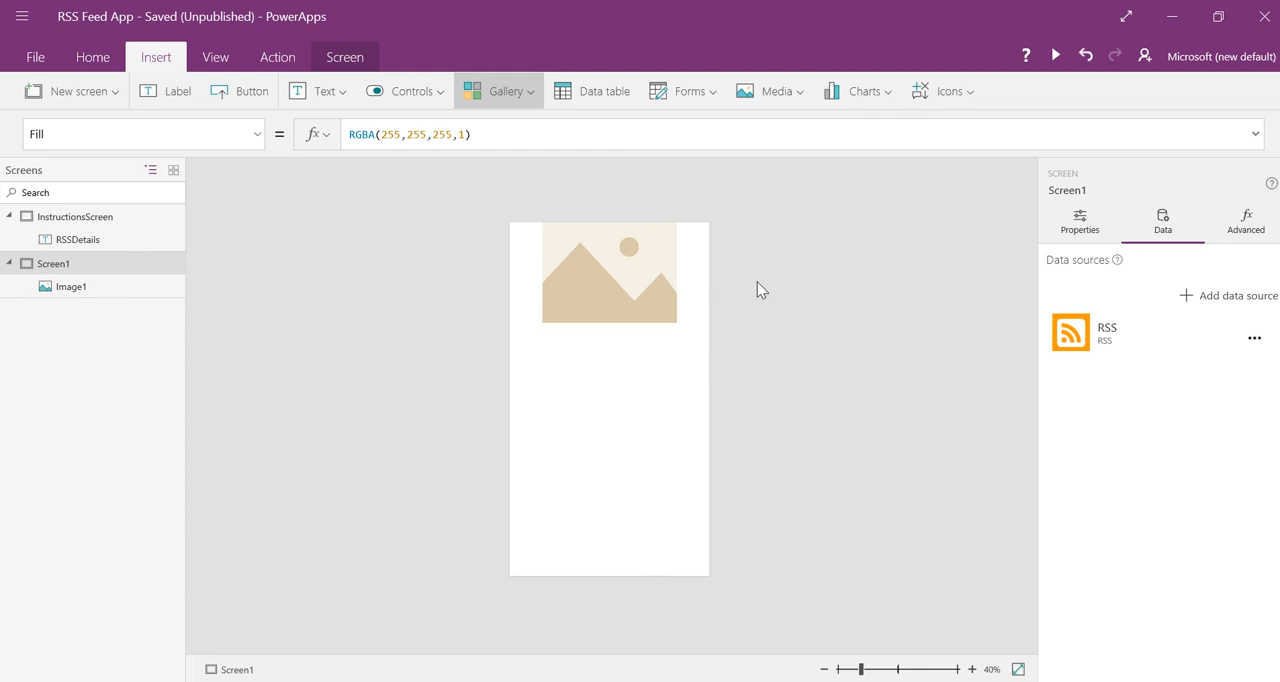 RSS Feed App - Saved (Unpublished) - PowerApps
File Home Insert View Action Screen ? Microsoft (new default)
New screen Label Button Text Controls Gallery Data table Forms Media Charts Icons
Fill = fx RGBA(255,255,255,1)
Screens
Search
InstructionsScreen
RSSDetails
Screen1
Image1
SCREEN
Screen1
Properties Data Advanced
Data sources
Add data source
RSS
RSS
Screen1 40%